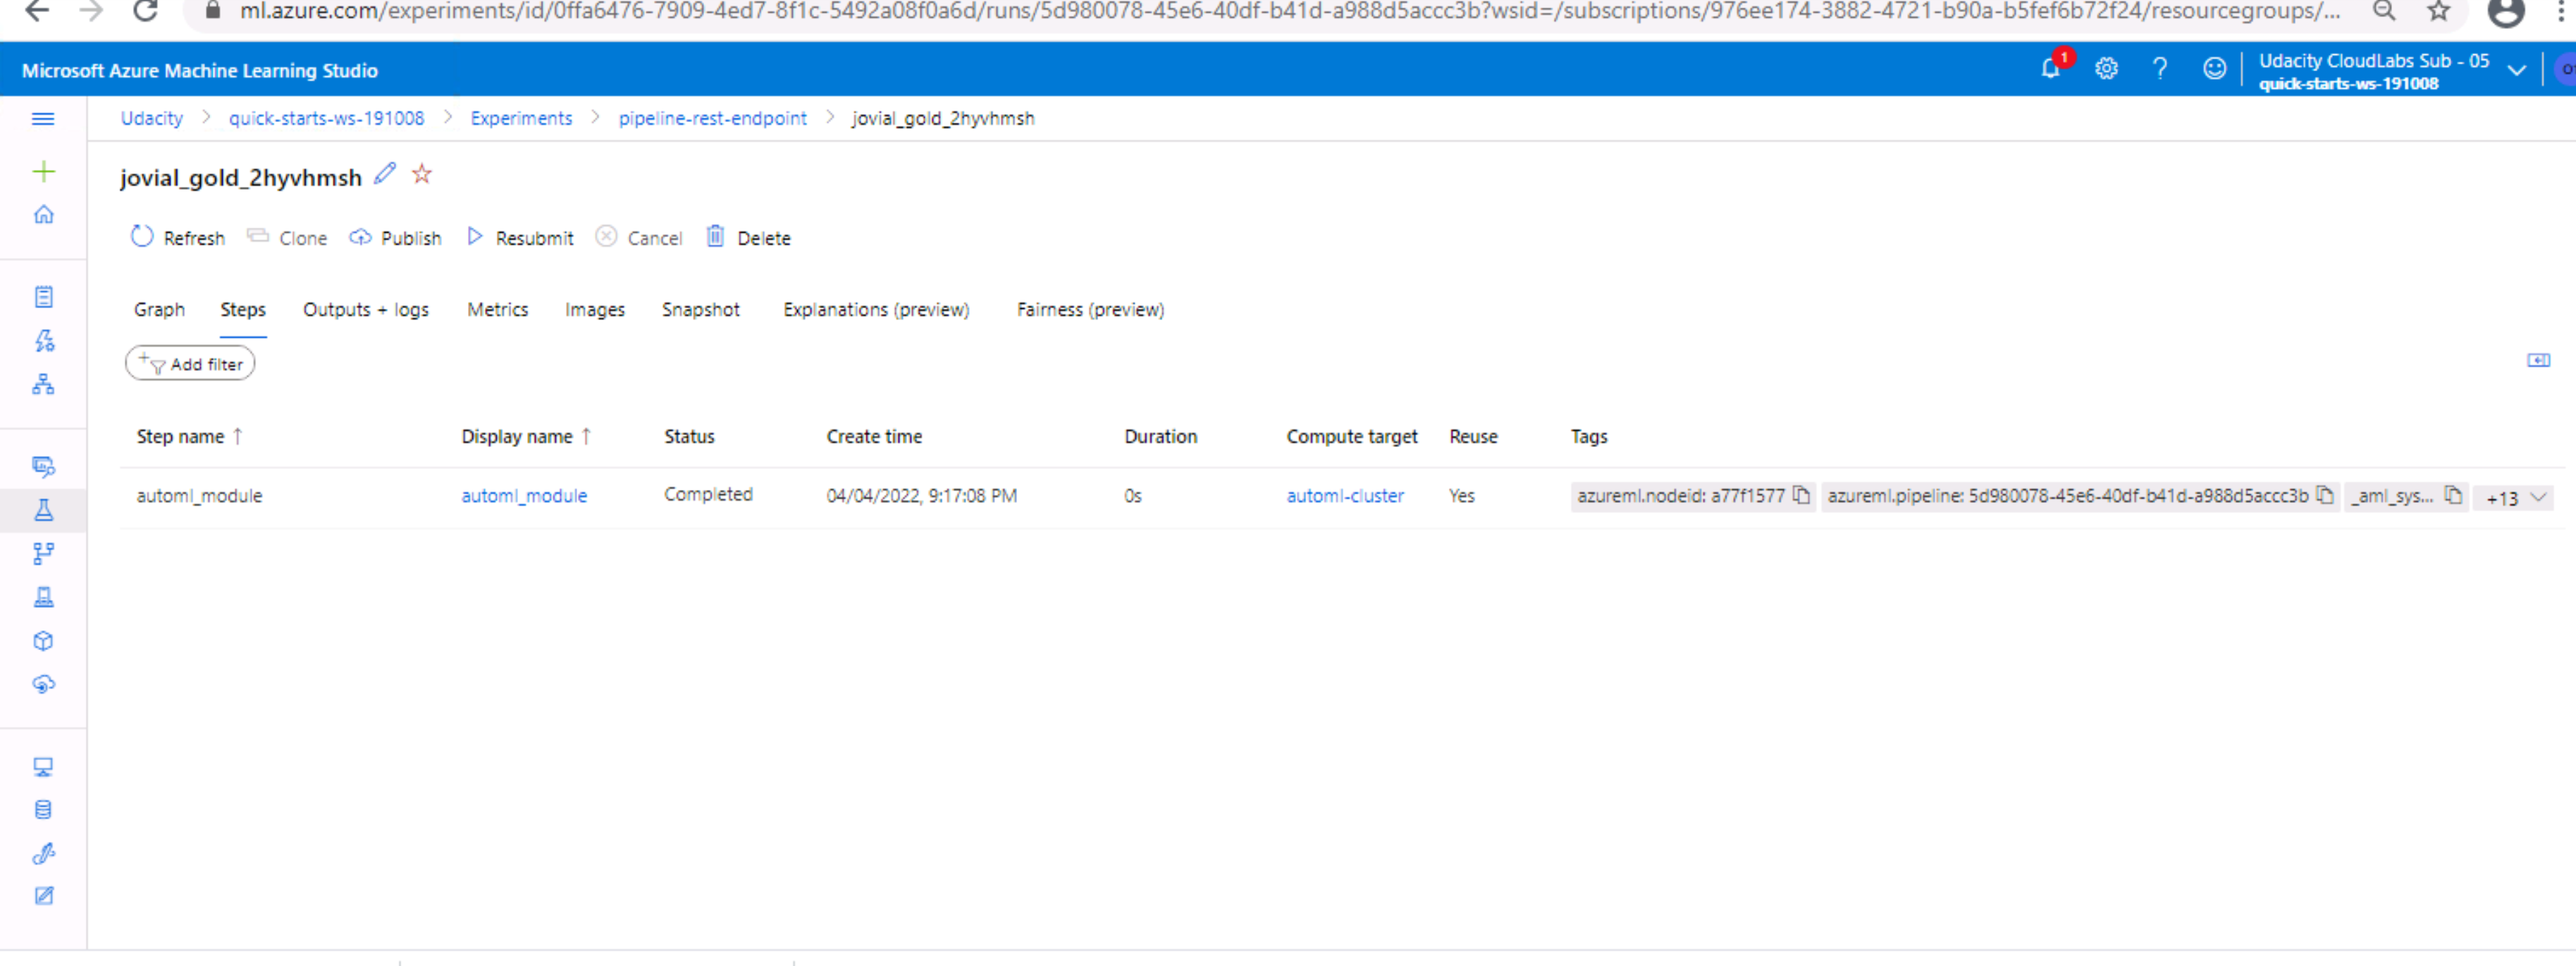 ml.azure.com/experiments/id/0ffa6476-7909-4ed7-8f1c-5492a08f0a6d/runs/5d980078-45e6-40df-b41d-a988d5accc3b?wsid=/subscriptions/976ee174-3882-4721-b90a-b5fef6b72f24/resourcegroups/...
Microsoft Azure Machine Learning Studio
1
Udacity CloudLabs Sub - 05
quick-starts-ws-191008
Udacity > quick-starts-ws-191008 > Experiments > pipeline-rest-endpoint > jovial_gold_2hyvhmsh
jovial_gold_2hyvhmsh
Refresh Clone Publish Resubmit Cancel Delete
Graph Steps Outputs + logs Metrics Images Snapshot Explanations (preview) Fairness (preview)
Add filter
Step name ↑ Display name ↑ Status Create time Duration Compute target Reuse Tags
automl_module automl_module Completed 04/04/2022, 9:17:08 PM 0s automl-cluster Yes azureml.nodeid: a77f1577 azureml.pipeline: 5d980078-45e6-40df-b41d-a988d5accc3b _aml_sys... +13